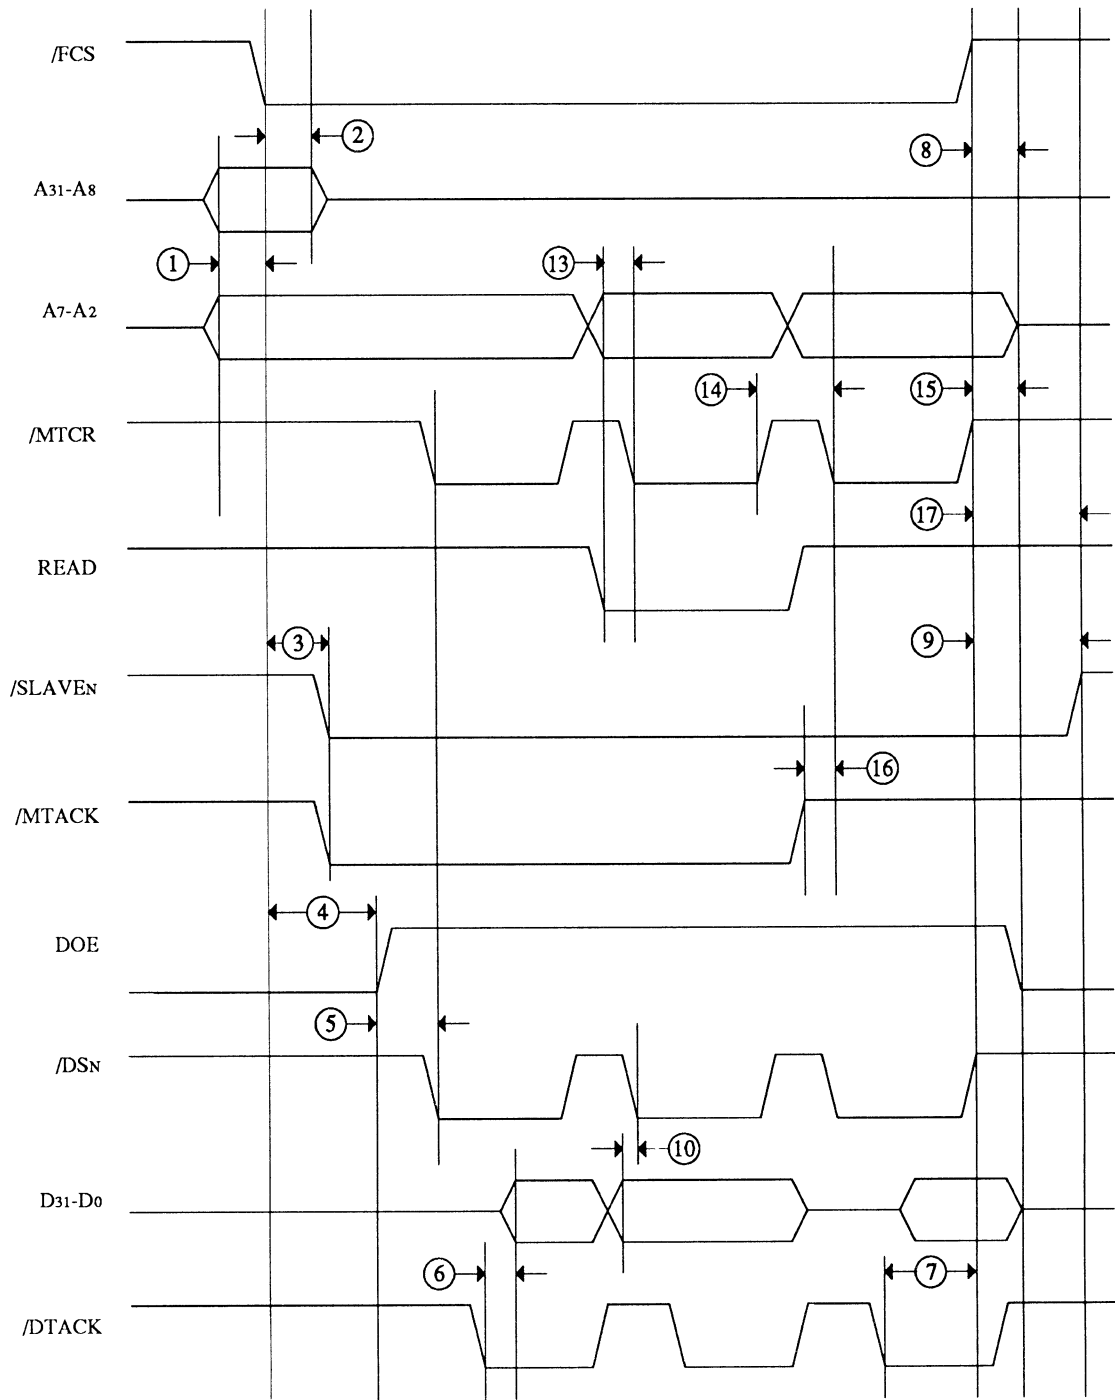 /FCS
2
8
A31-A8
1
13
A7-A2
14
15
/MTCR
17
READ
3
9
/SLAVEN
16
/MTACK
4
DOE
5
/DSN
10
D31-D0
6
7
/DTACK